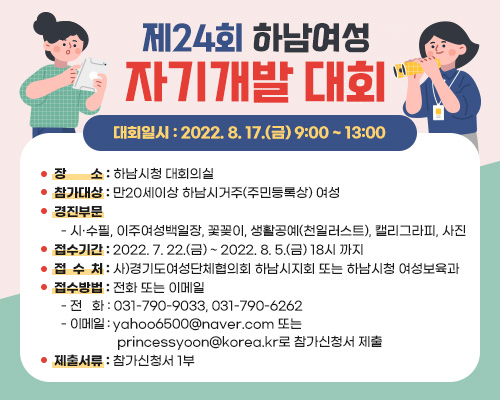 제24회 하남여성
자기개발 대회
대회일시 : 2022. 8. 17.(금) 9:00 ~ 13:00
• 장 소 : 하남시청 대회의실
• 참가대상 : 만20세이상 하남시거주(주민등록상) 여성
• 경진부문
- 시·수필, 이주여성백일장, 꽃꽂이, 생활공예(천일러스트), 캘리그라피, 사진
• 접수기간 : 2022. 7. 22.(금) ~ 2022. 8. 5.(금) 18시 까지
• 접 수 처 : 사)경기도여성단체협의회 하남시지회 또는 하남시청 여성보육과
• 접수방법 : 전화 또는 이메일
- 전 화 : 031-790-9033, 031-790-6262
- 이메일 : yahoo6500@naver.com 또는
princessyoon@korea.kr로 참가신청서 제출
• 제출서류 : 참가신청서 1부